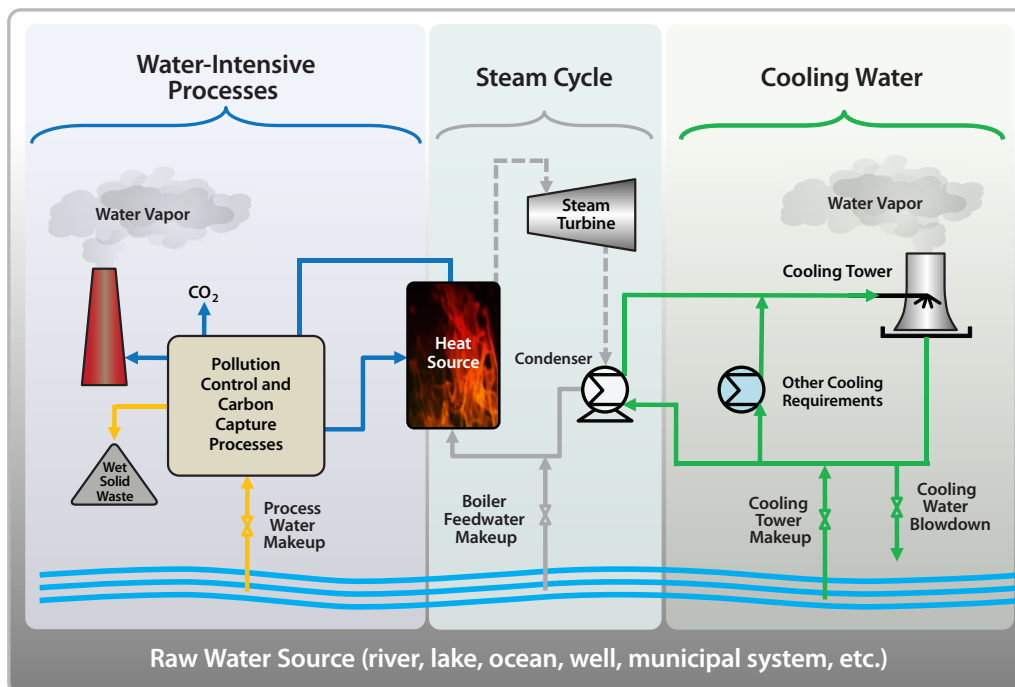 Water-Intensive
Processes
Steam Cycle
Cooling Water
Water Vapor
Steam
Turbine
Water Vapor
Cooling Tower
CO2
Heat
Source
Condenser
Pollution
Control and
Carbon
Capture
Processes
Other Cooling
Requirements
Wet
Solid
Waste
Process
Water
Makeup
Boiler
Feedwater
Makeup
Cooling
Tower
Makeup
Cooling
Water
Blowdown
Raw Water Source (river, lake, ocean, well, municipal system, etc.)